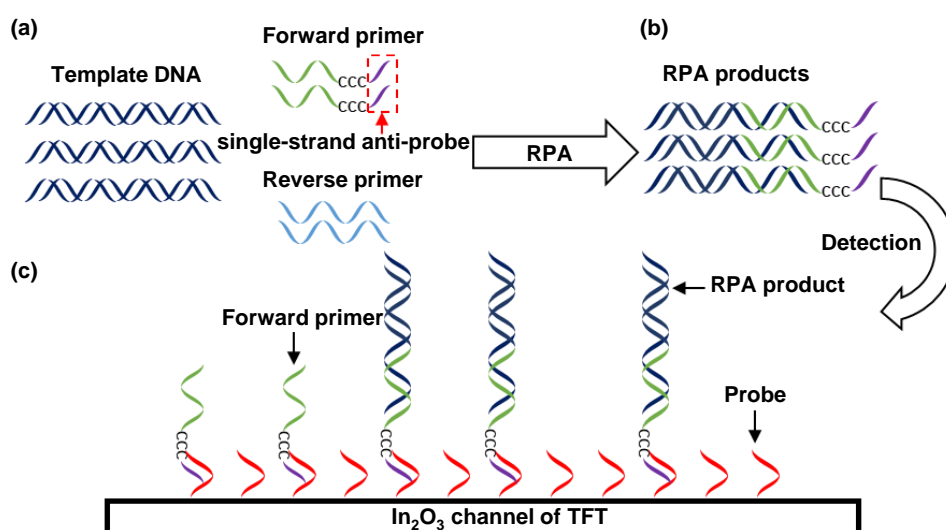 (a)
Template DNA
Forward primer
CCC
CCC
single-strand anti-probe
Reverse primer
RPA
(b)
RPA products
CCC
CCC
CCC
Detection
(c)
Forward primer
RPA product
Probe
CCC
CCC
CCC
CCC
CCC
In₂O₃ channel of TFT